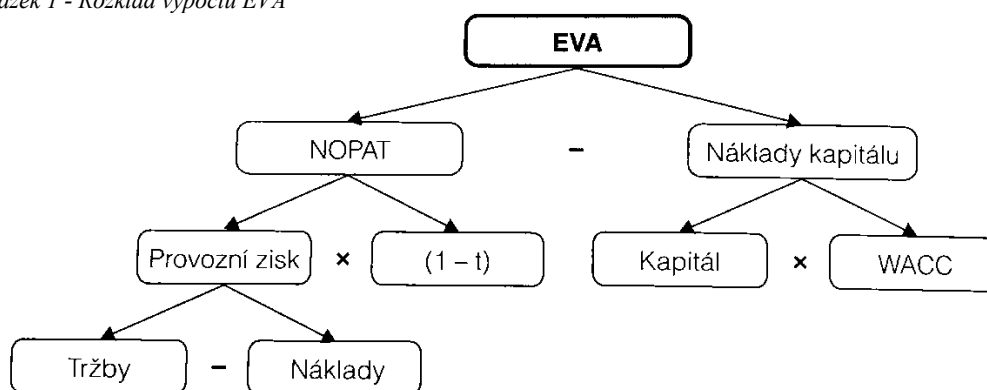 ázek 1 - Rozklad výpočtu EVA
EVA
NOPAT – Náklady kapitálu
Provozní zisk × (1 – t) Kapitál × WACC
Tržby – Náklady